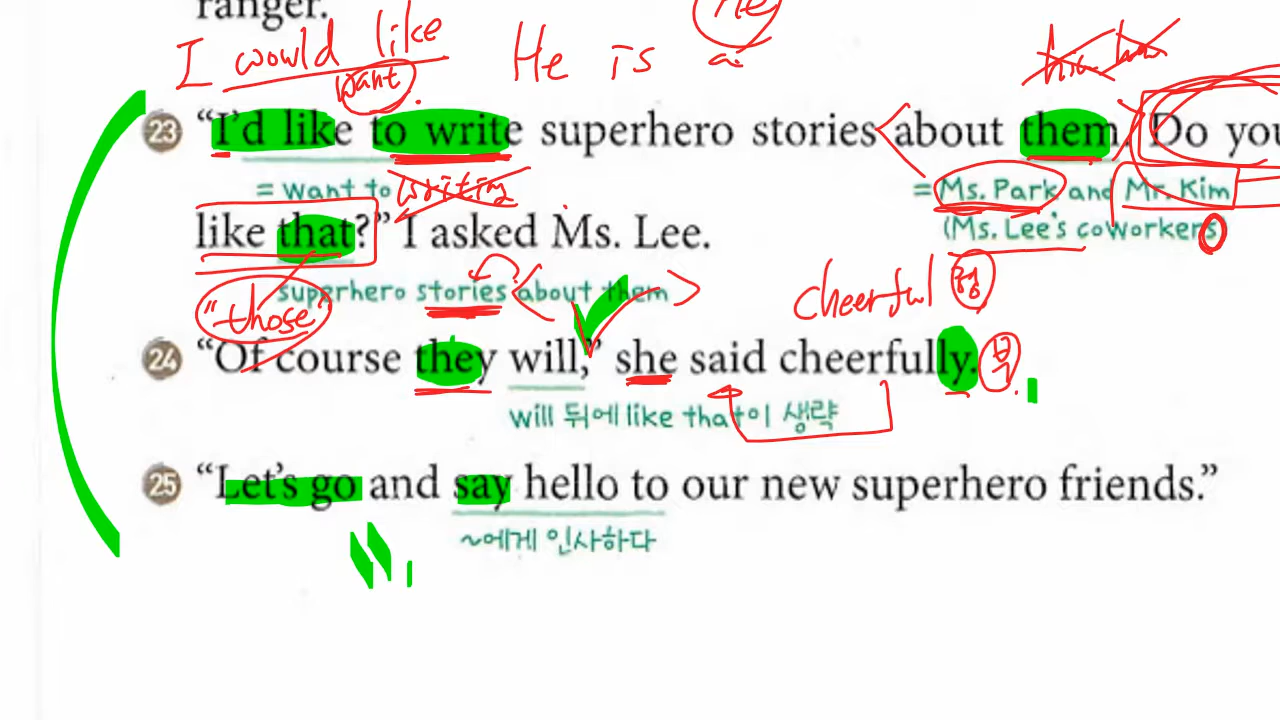 ranger.
I would like He is a
want
23 "I'd like to write superhero stories about them. Do you
= want to writing = Ms. Park and Mr. Kim
like that?" I asked Ms. Lee. (Ms. Lee's coworkers
superhero stories about them cheerful 형
"those"
24 "Of course they will," she said cheerfully. 부
will 뒤에 like that이 생략
25 "Let's go and say hello to our new superhero friends."
~에게 인사하다